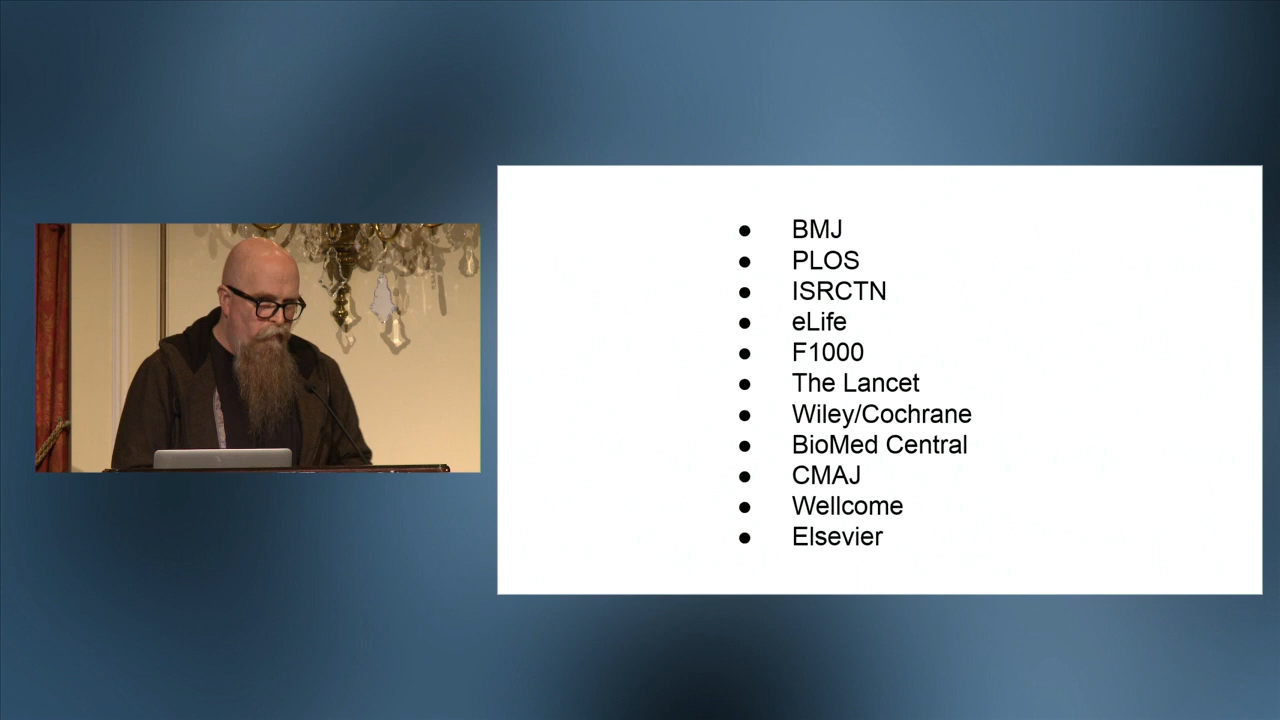 ● BMJ
● PLOS
● ISRCTN
● eLife
● F1000
● The Lancet
● Wiley/Cochrane
● BioMed Central
● CMAJ
● Wellcome
● Elsevier